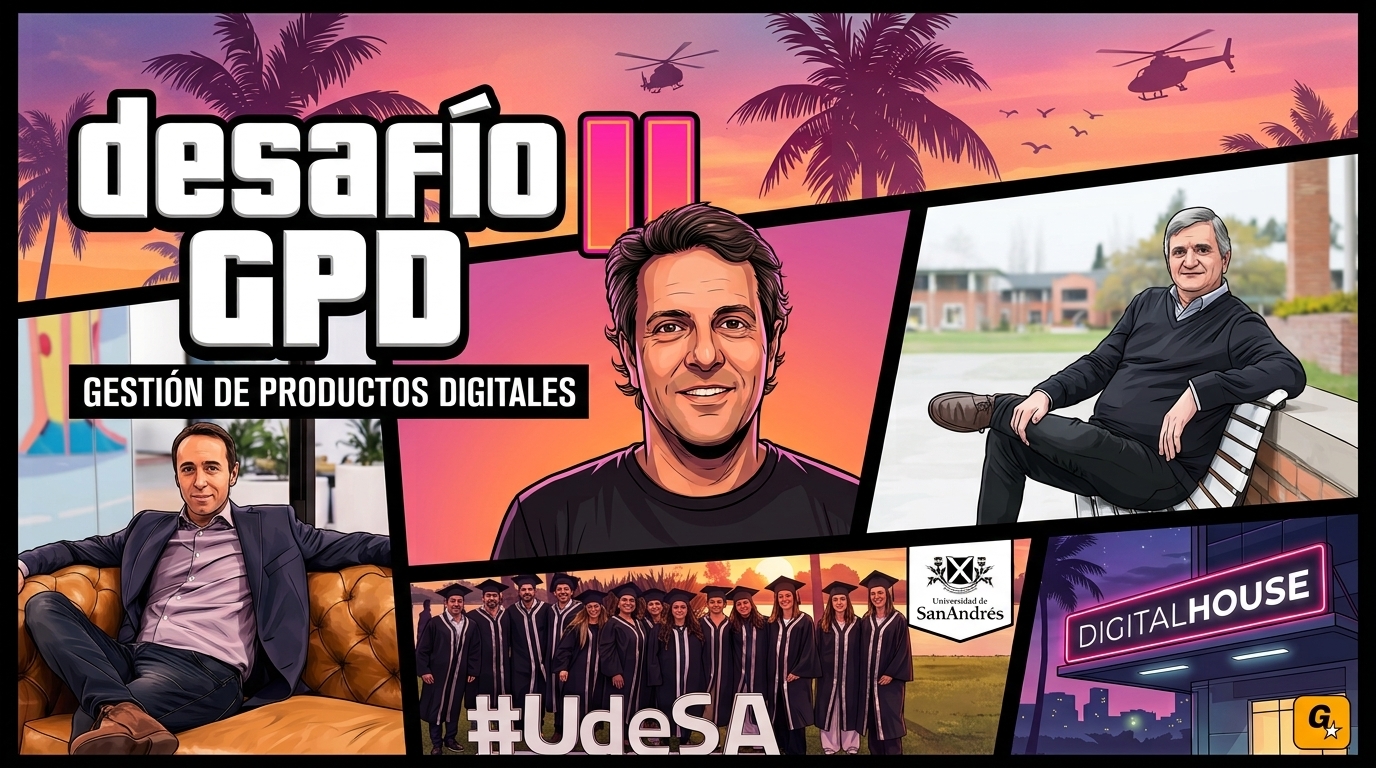 desafío II
GPD
GESTIÓN DE PRODUCTOS DIGITALES
Universidad de
SanAndrés
#UdeSA
DIGITALHOUSE
G